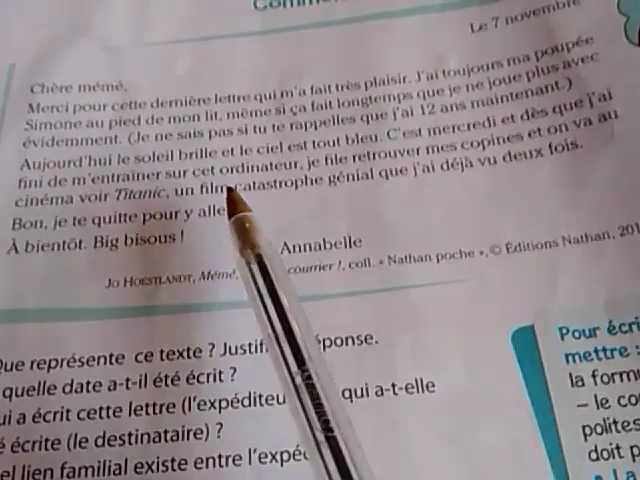 Le 7 novembre
Chère mémé,
Merci pour cette dernière lettre qui m'a fait très plaisir. J'ai toujours ma poupée
Simone au pied de mon lit, même si ça fait longtemps que je ne joue plus avec
évidemment. (Je ne sais pas si tu te rappelles que j'ai 12 ans maintenant.)
Aujourd'hui le soleil brille et le ciel est tout bleu. C'est mercredi et dès que j'ai
fini de m'entraîner sur cet ordinateur, je file retrouver mes copines et on va au
cinéma voir Titanic, un film catastrophe génial que j'ai déjà vu deux fois.
Bon, je te quitte pour y alle
À bientôt. Big bisous !
Annabelle
Jo HOESTLANDT, Mémé, courrier !, coll. « Nathan poche », © Éditions Nathan, 201
Que représente ce texte ? Justif éponse.
quelle date a-t-il été écrit ?
ui a écrit cette lettre (l'expéditeu qui a-t-elle
é écrite (le destinataire) ?
el lien familial existe entre l'expé
Pour écri
mettre :
la form
– le co
polites
doit p